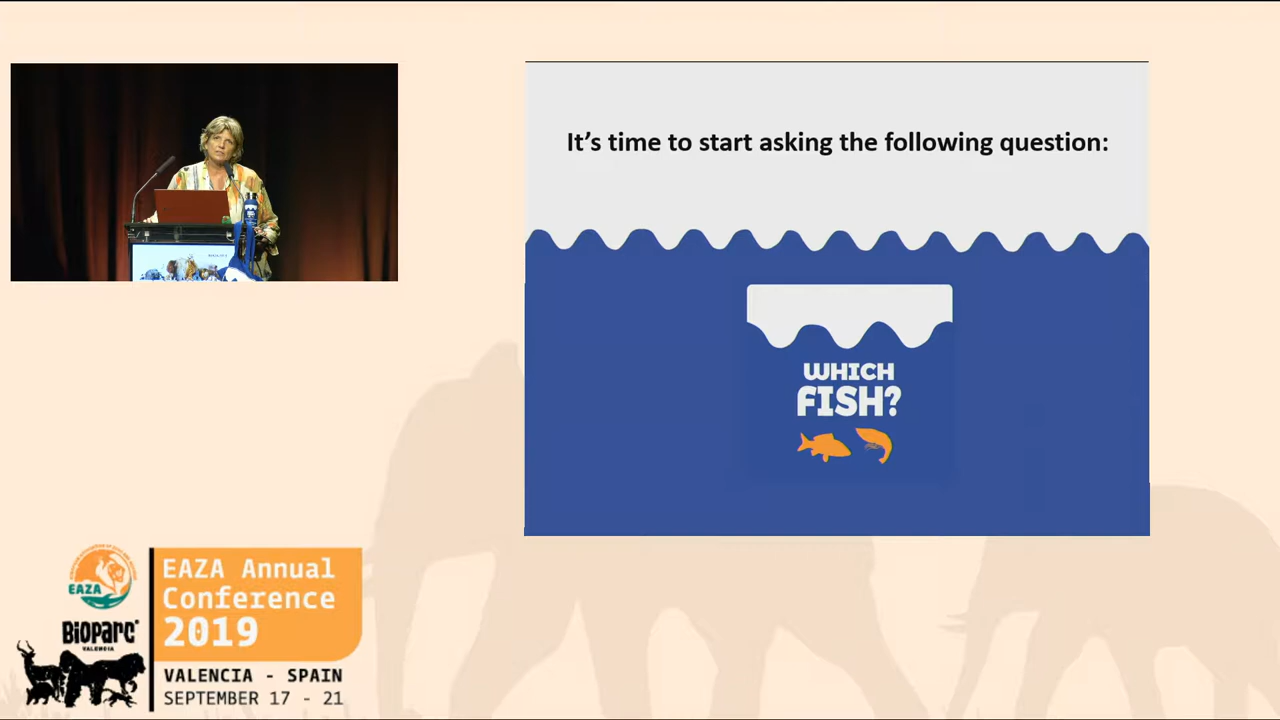 It’s time to start asking the following question:
WHICH
FISH?
EAZA
EAZA Annual
Conference
2019
BIOPARC
VALENCIA
VALENCIA - SPAIN
SEPTEMBER 17 - 21